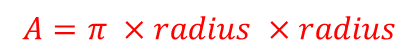 A = π × radius × radius